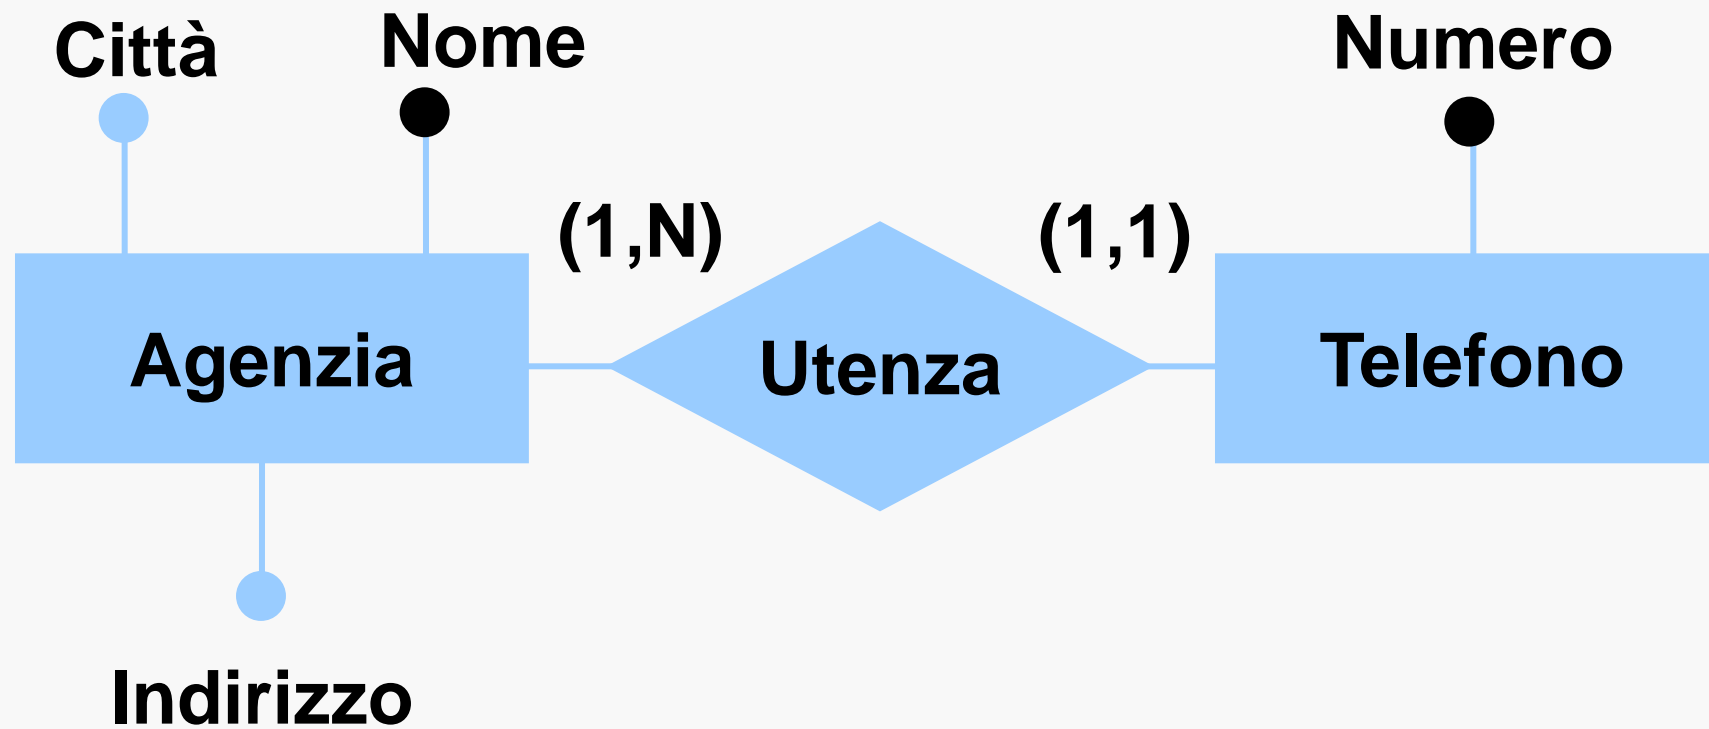 Città
Nome
Numero
(1,N)
(1,1)
Agenzia
Utenza
Telefono
Indirizzo